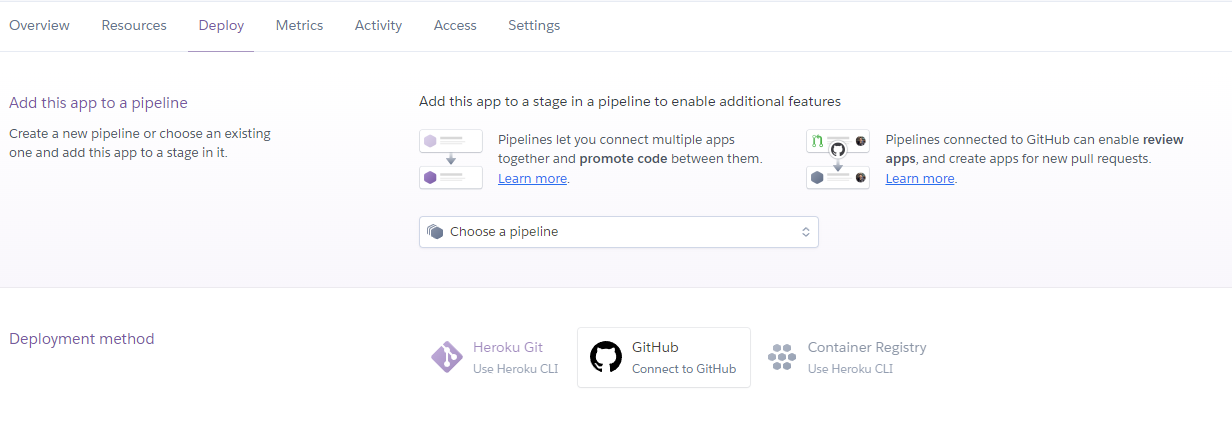 Overview Resources Deploy Metrics Activity Access Settings
Add this app to a pipeline
Create a new pipeline or choose an existing
one and add this app to a stage in it.
Add this app to a stage in a pipeline to enable additional features
Pipelines let you connect multiple apps
together and promote code between them.
Learn more.
Pipelines connected to GitHub can enable review
apps, and create apps for new pull requests.
Learn more.
Choose a pipeline
Deployment method
Heroku Git
Use Heroku CLI
GitHub
Connect to GitHub
Container Registry
Use Heroku CLI